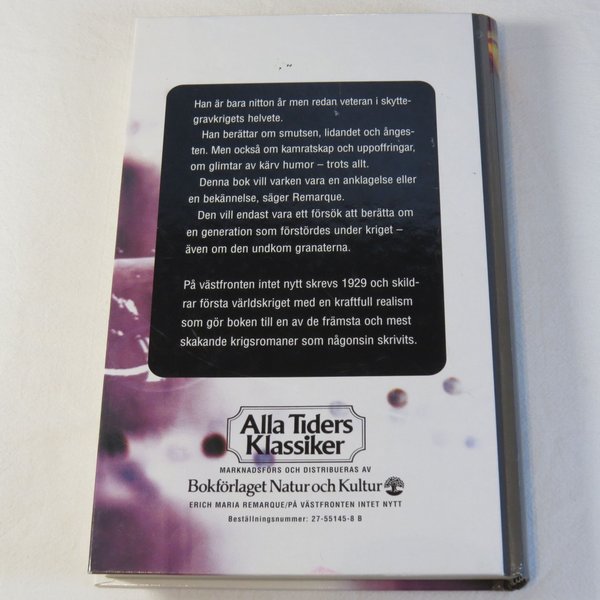 Han är bara nitton år men redan veteran i skytte-
gravkrigets helvete.
Han berättar om smutsen, lidandet och ånges-
ten. Men också om kamratskap och uppoffringar,
om glimtar av kärv humor – trots allt.
Denna bok vill varken vara en anklagelse eller
en bekännelse, säger Remarque.
Den vill endast vara ett försök att berätta om
en generation som förstördes under kriget –
även om den undkom granaterna.
På västfronten intet nytt skrevs 1929 och skild-
rar första världskriget med en kraftfull realism
som gör boken till en av de främsta och mest
skakande krigsromaner som någonsin skrivits.
Alla Tiders
Klassiker
MARKNADSFÖRS OCH DISTRIBUERAS AV
Bokförlaget Natur och Kultur
ERICH MARIA REMARQUE/PÅ VÄSTFRONTEN INTET NYTT
Beställningsnummer: 27-55145-8 B